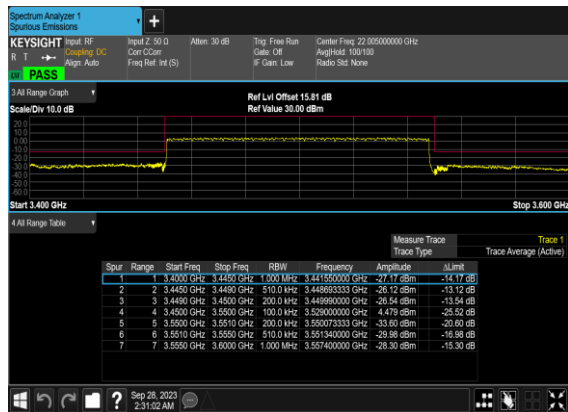 Spectrum Analyzer 1
Spurious Emissions
KEYSIGHT Input: RF Input Z: 50 Ω Atten: 30 dB Trig: Free Run Center Freq: 22.005000000 GHz
R T Coupling: DC Corr CCorr Gate: Off Avg|Hold: 100/100
Align: Auto Freq Ref: Int (S) IF Gain: Low Radio Std: None
PASS
3 All Range Graph
Ref Lvl Offset 15.81 dB
Scale/Div 10.0 dB Ref Value 30.00 dBm
20.0
10.0
0.00
-10.0
-20.0
-30.0
-40.0
-50.0
-60.0
Start 3.400 GHz Stop 3.600 GHz
4 All Range Table
Measure Trace Trace 1
Trace Type Trace Average (Active)
Spur Range Start Freq Stop Freq RBW Frequency Amplitude ΔLimit
1 1 3.4000 GHz 3.4450 GHz 1.000 MHz 3.441550000 GHz -27.17 dBm -14.17 dB
2 2 3.4450 GHz 3.4490 GHz 510.0 kHz 3.448693333 GHz -26.12 dBm -13.12 dB
3 3 3.4490 GHz 3.4500 GHz 200.0 kHz 3.449990000 GHz -26.54 dBm -13.54 dB
4 4 3.4500 GHz 3.5500 GHz 100.0 kHz 3.529000000 GHz 4.479 dBm -25.52 dB
5 5 3.5500 GHz 3.5510 GHz 200.0 kHz 3.550073333 GHz -33.60 dBm -20.60 dB
6 6 3.5510 GHz 3.5550 GHz 510.0 kHz 3.551340000 GHz -29.98 dBm -16.98 dB
7 7 3.5550 GHz 3.6000 GHz 1.000 MHz 3.557400000 GHz -28.30 dBm -15.30 dB
? Sep 28, 2023
2:31:02 AM